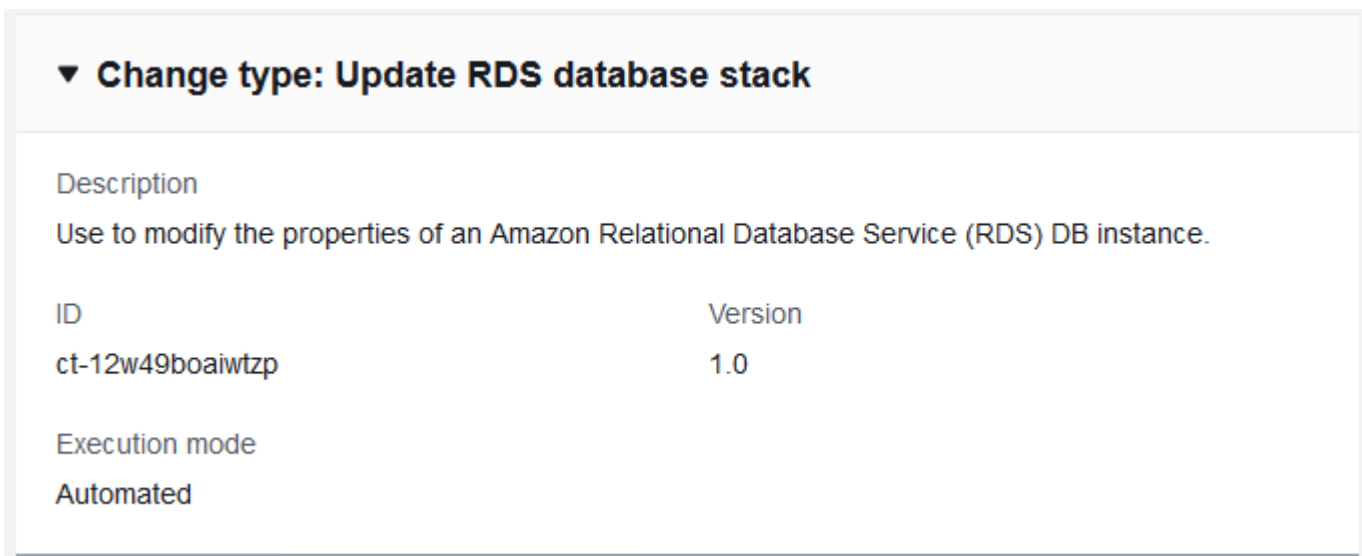 ▼ Change type: Update RDS database stack
Description
Use to modify the properties of an Amazon Relational Database Service (RDS) DB instance.
ID
Version
ct-12w49boaiwtzp
1.0
Execution mode
Automated